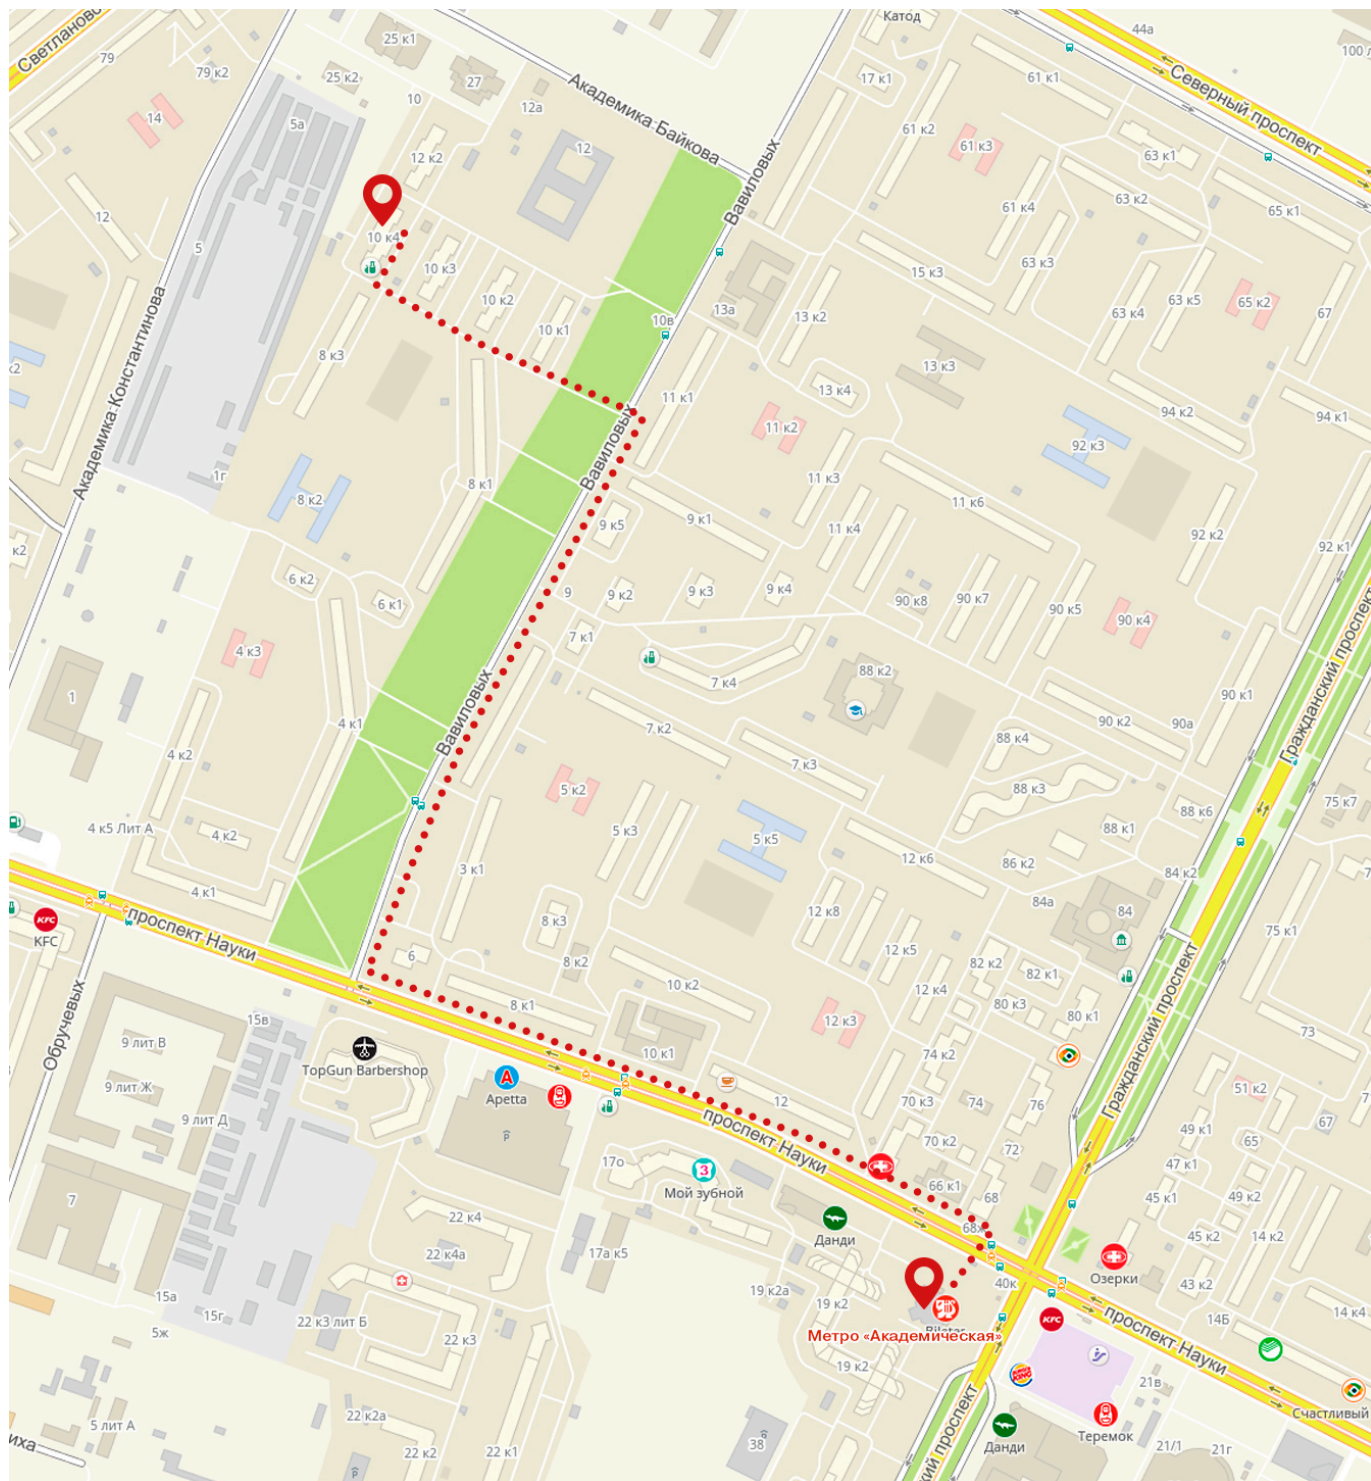 Светланово
79
79 к2
25 к1
25 к2
27
10
12а
Академика Байкова
Катод
17 к1
61 к1
44а
100
Северный проспект
14
5а
12 к2
12
61 к2
61 к3
63 к1
63 к2
65 к1
61 к4
63 к3
12
5
10 к4
10 к3
10 к2
10 к1
10в
Вавиловых
13а
13 к2
15 к3
63 к4
63 к5
65 к2
67
к2
8 к3
11 к1
13 к4
13 к3
94 к2
94 к1
Академика Константинова
11 к2
92 к3
1г
8 к2
8 к1
Вавиловых
9 к5
9 к1
11 к3
11 к4
11 к6
92 к2
92 к1
к2
6 к2
6 к1
9
9 к2
9 к3
9 к4
90 к8
90 к7
90 к5
90 к4
4 к3
7 к1
7 к4
88 к2
90 к1
Гражданский проспект
1
4 к2
4 к1
Вавиловых
7 к2
7 к3
88 к4
90 к2
90а
88 к3
5 к2
5 к3
5 к5
88 к6
75 к7
4 к5 Лит А
4 к2
88 к1
12 к6
86 к2
84 к2
3 к1
4 к1
84а
84
KFC
проспект Науки
8 к3
12 к8
12 к5
75 к1
6
8 к2
10 к2
12 к4
82 к2
82 к1
80 к3
80 к1
Обручевых
15в
8 к1
12 к3
73
9 лит В
TopGun Barbershop
10 к1
74 к2
Гражданский проспект
9 лит Ж
Apetta
12
70 к3
74
76
51 к2
9 лит Д
проспект Науки
70 к2
72
49 к1
65
67
17о
Мой зубной
66 к1
68
47 к1
7
22 к4
Данди
68к
45 к1
49 к2
22 к4а
17а к5
45 к2
14 к2
Озерки
15а
19 к2а
19 к2
40к
43 к2
15г
5ж
22 к3 лит Б
22 к3
Метро «Академическая»
KFC
14Б
14 к4
проспект Науки
19 к2
21в
Счастливый
22 к2а
5 лит А
22 к2
22 к1
38
Данди
Теремок
21/1
21г